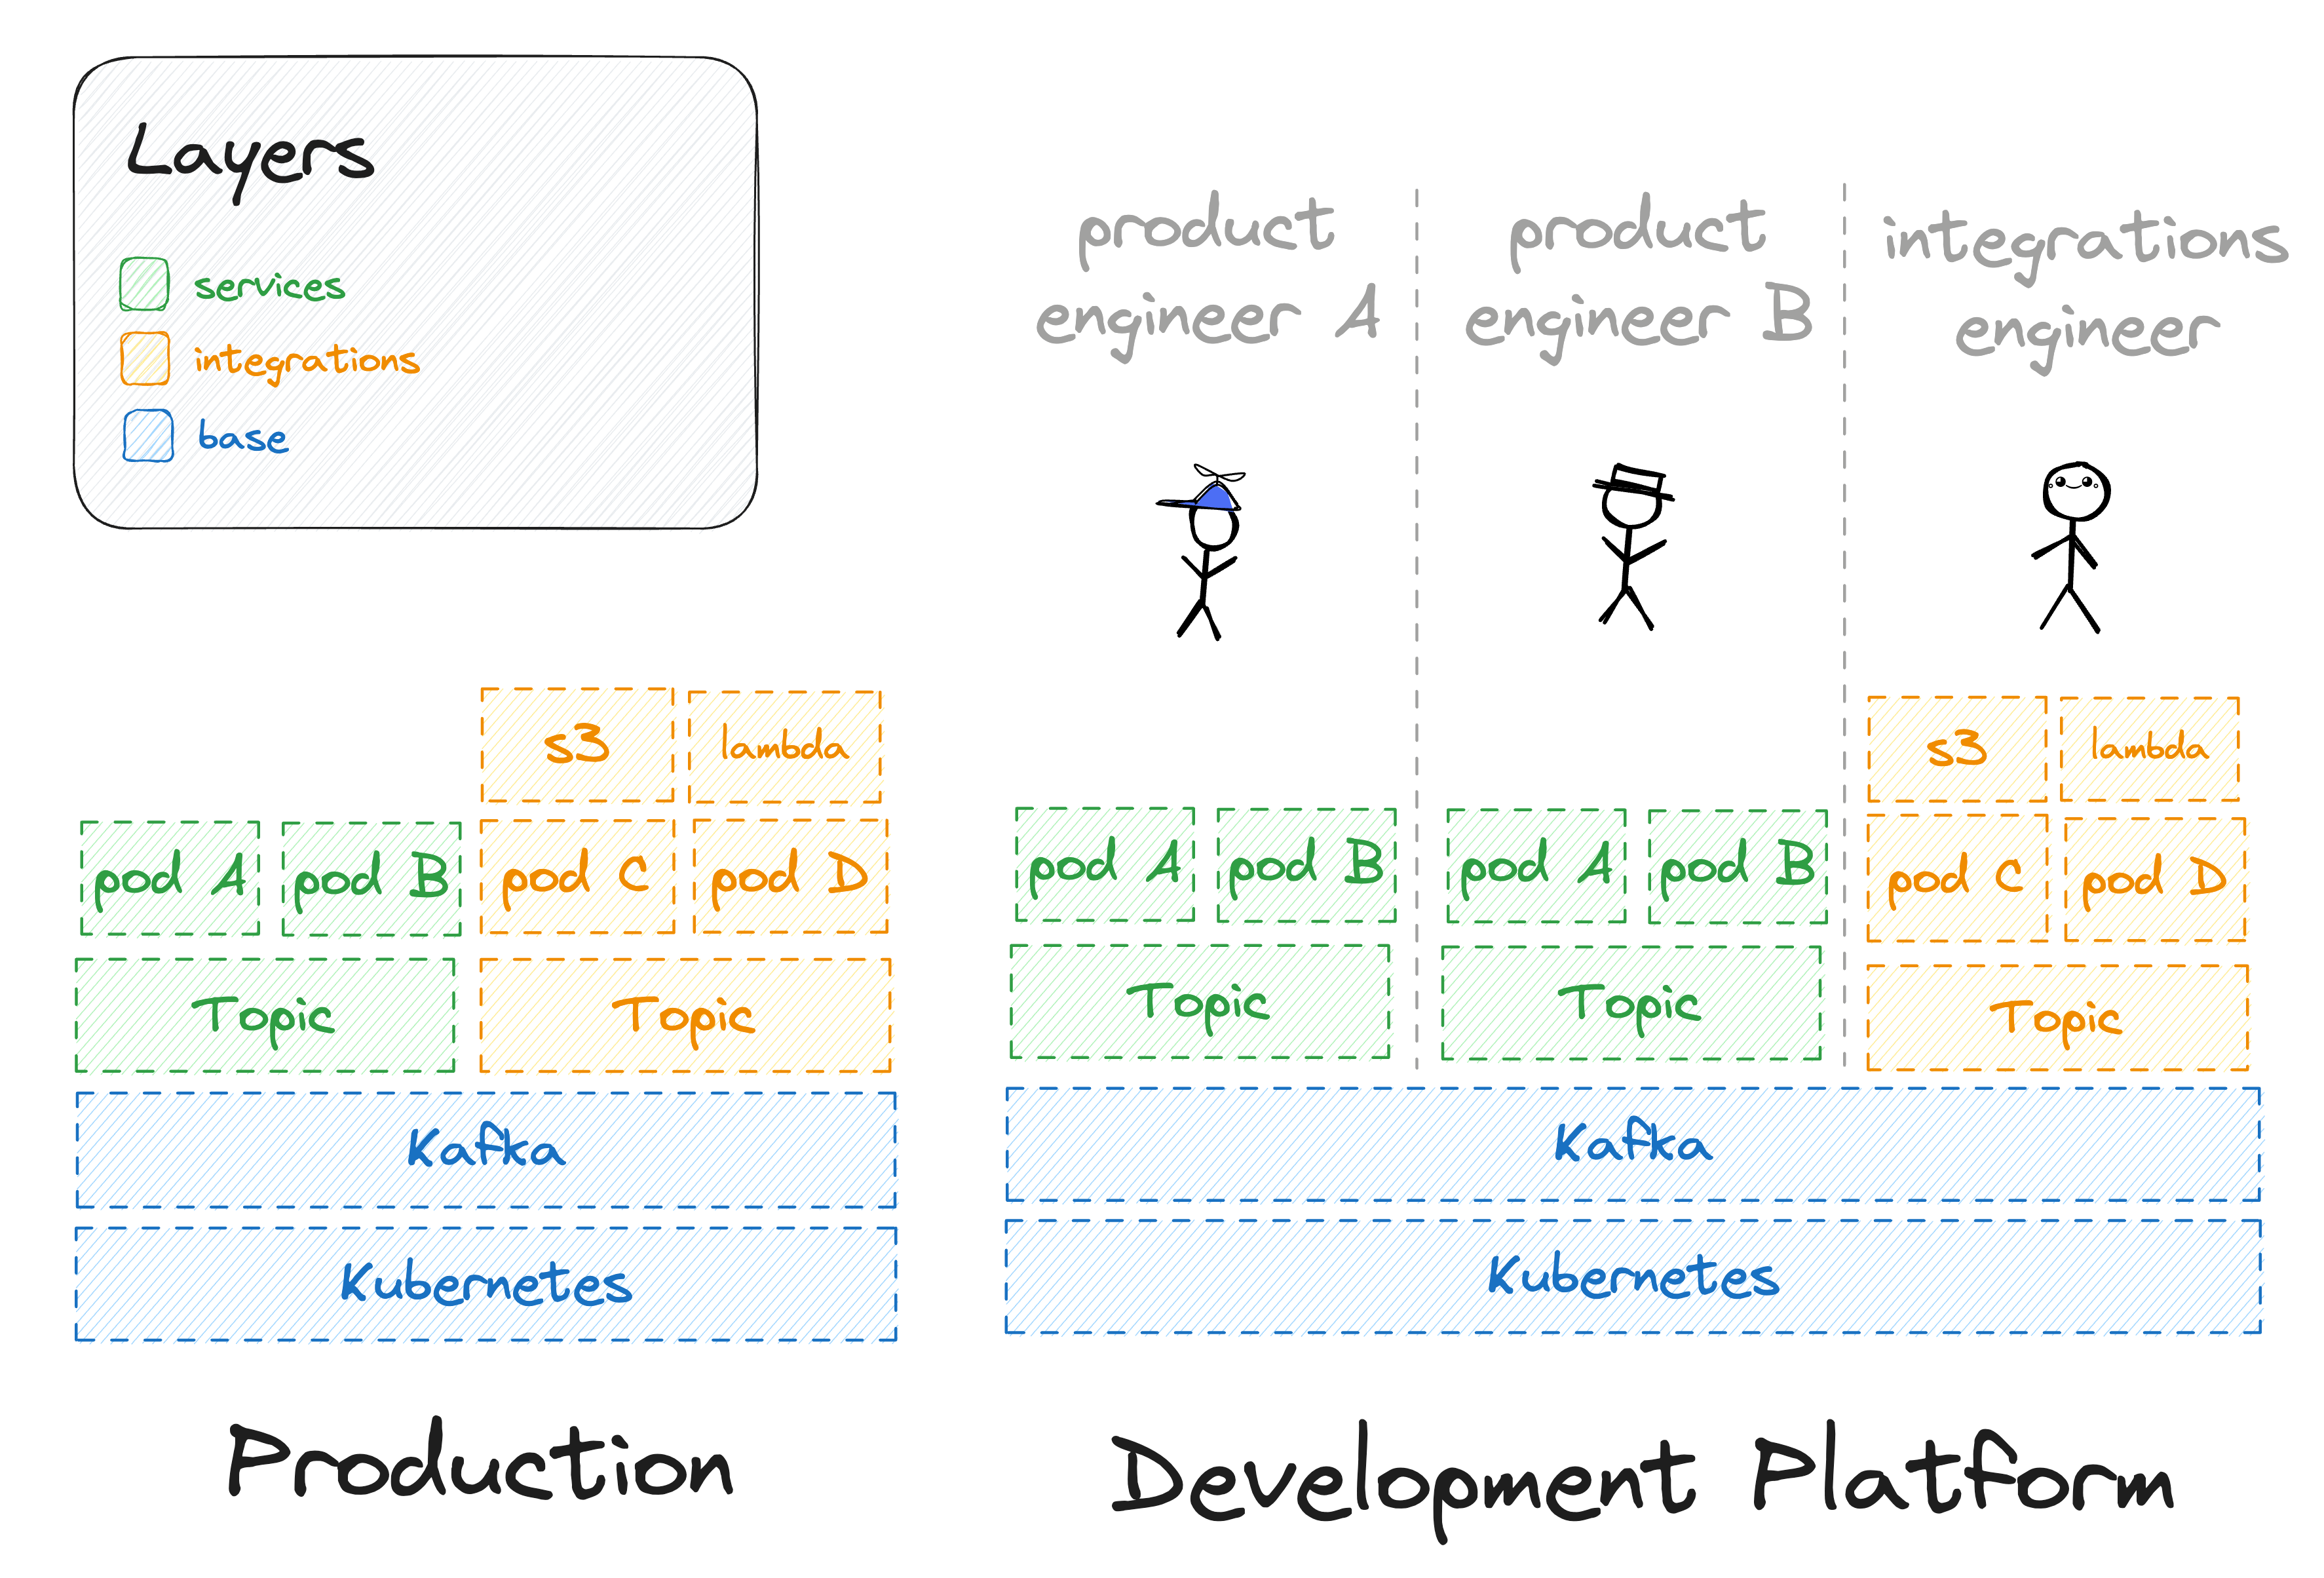 Layers
services
integrations
base
product
engineer A
product
engineer B
integrations
engineer
s3
lambda
pod A
pod B
pod C
pod D
Topic
Topic
Kafka
Kubernetes
Production
s3
lambda
pod A
pod B
pod A
pod B
pod C
pod D
Topic
Topic
Topic
Kafka
Kubernetes
Development Platform